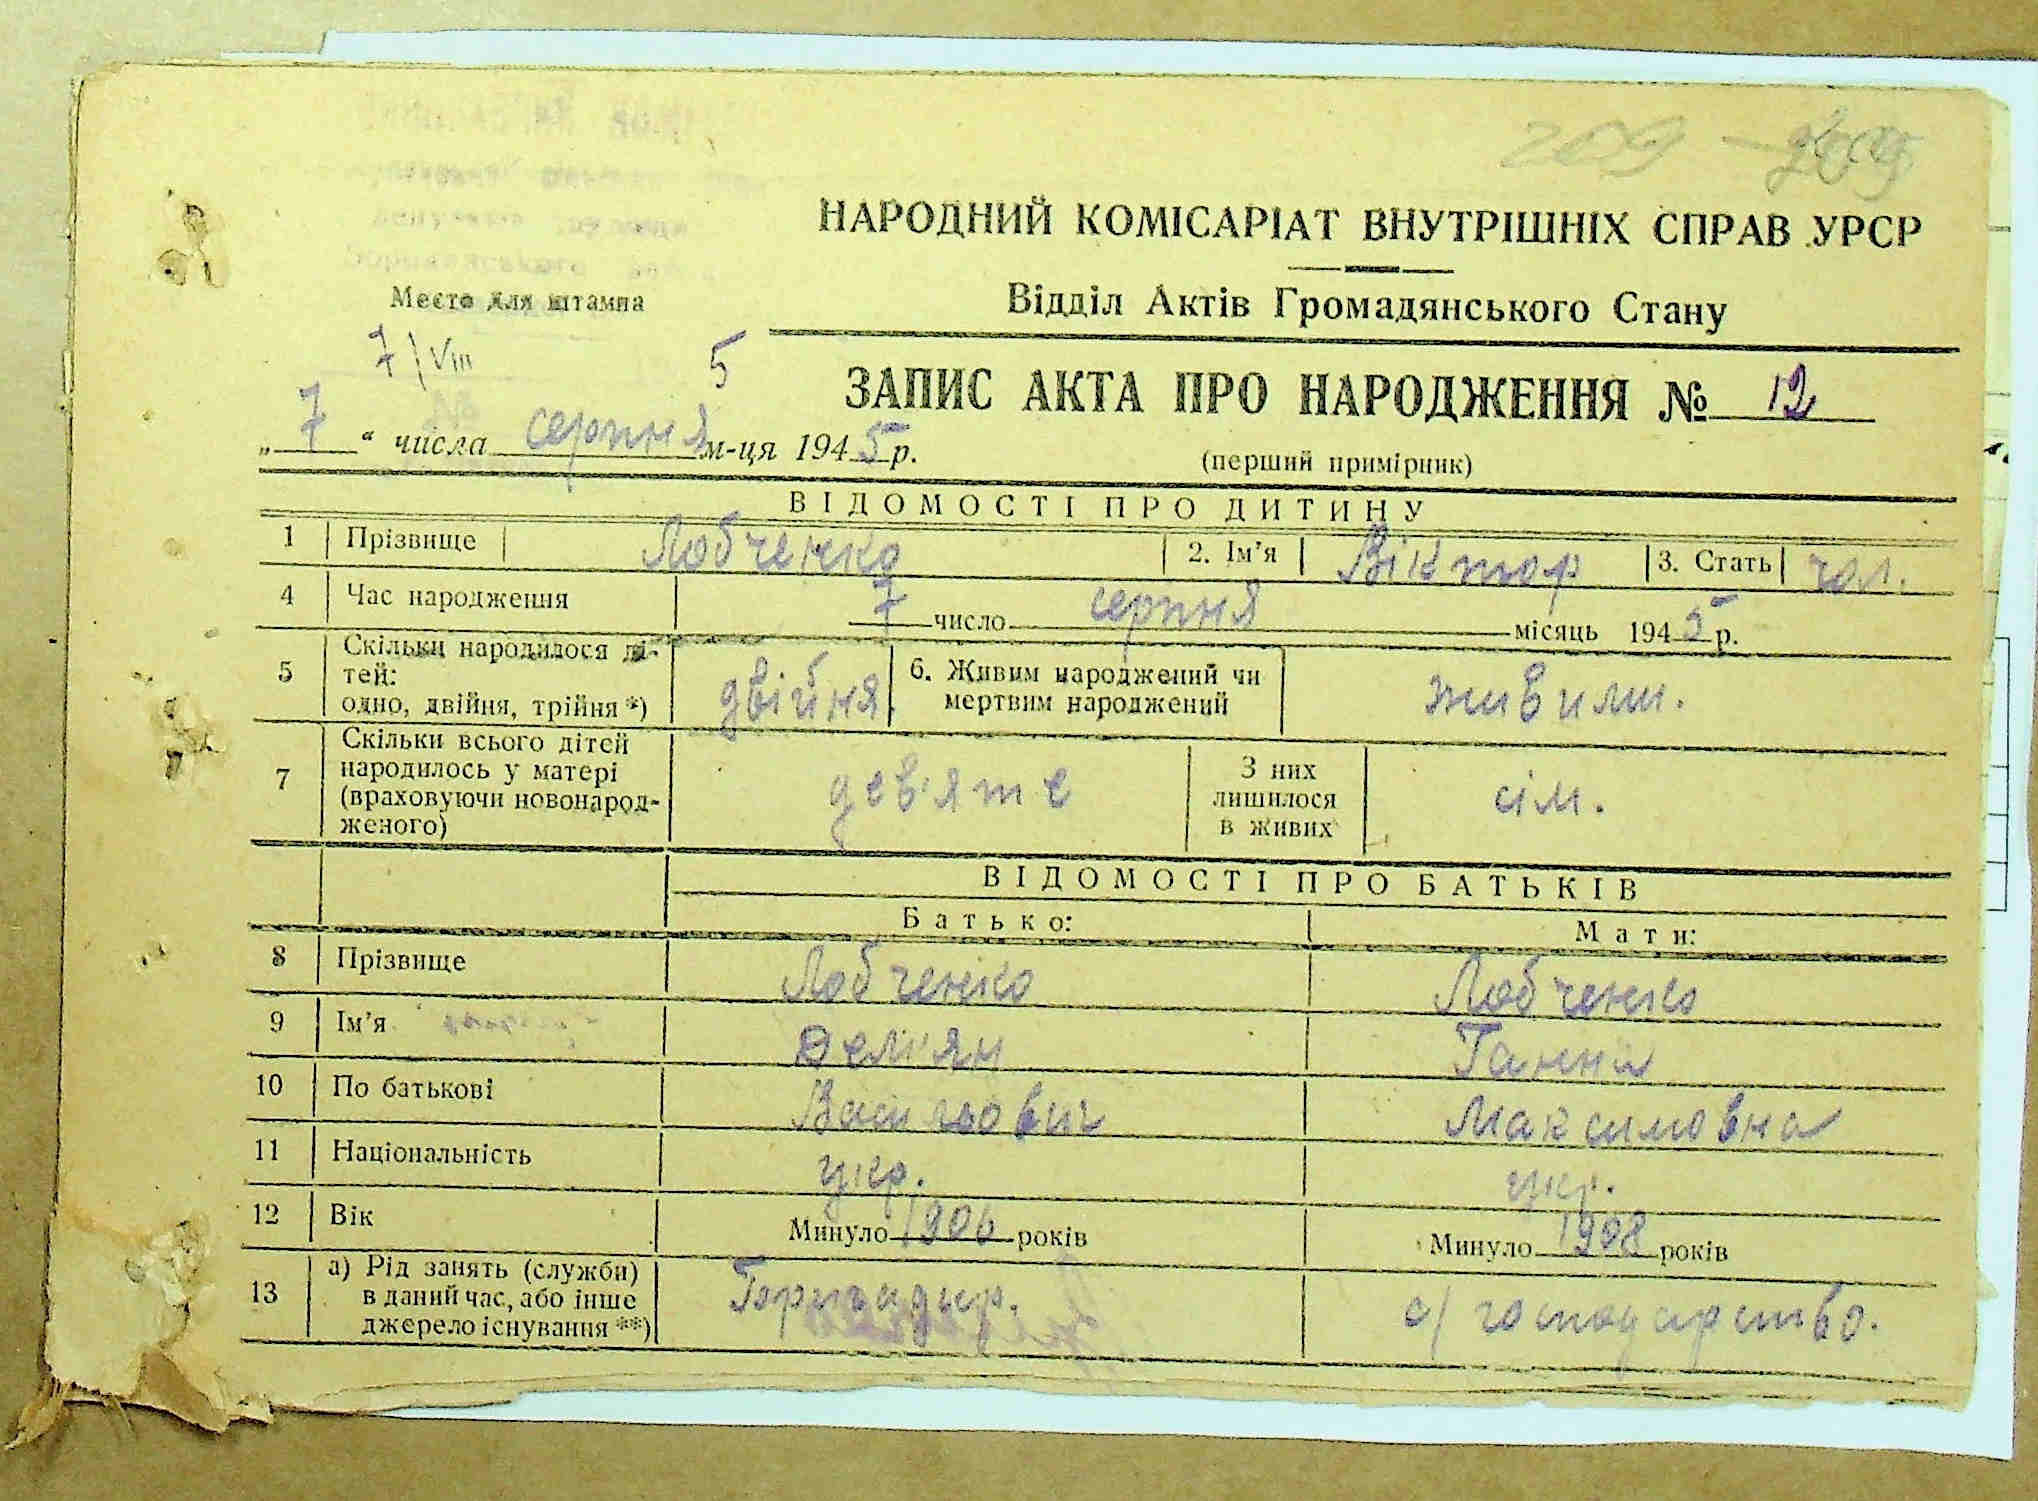 209 —
НАРОДНИЙ КОМІСАРІАТ ВНУТРІШНІХ СПРАВ УРСР
Место для штампа
Відділ Актів Громадянського Стану
7/VIII 5
ЗАПИС АКТА ПРО НАРОДЖЕННЯ № 12
„7“ числа серпня м-ця 1945 р.
(перший примірник)
ВІДОМОСТІ ПРО ДИТИНУ
1 Прізвище Лобченко 2. Ім'я Віктор 3. Стать чол.
4 Час народження 7 число серпня місяць 1945 р.
5 Скільки народилося ді-
тей:
одно, двійня, трійня *) двійня 6. Живим народжений чи
мертвим народжений живими.
7 Скільки всього дітей
народилось у матері
(враховуючи новонарод-
женого) дев'яте З них
лишилося
в живих сім.
ВІДОМОСТІ ПРО БАТЬКІВ
Батько: Мати:
8 Прізвище Лобченко Лобченко
9 Ім'я Дем'ян Ганна
10 По батькові Васильович Максимовна
11 Національність укр. укр.
12 Вік Минуло 1906 років Минуло 1908 років
13 а) Рід занять (служби)
в даний час, або інше
джерело існування **) Бригадир. с/господарство.